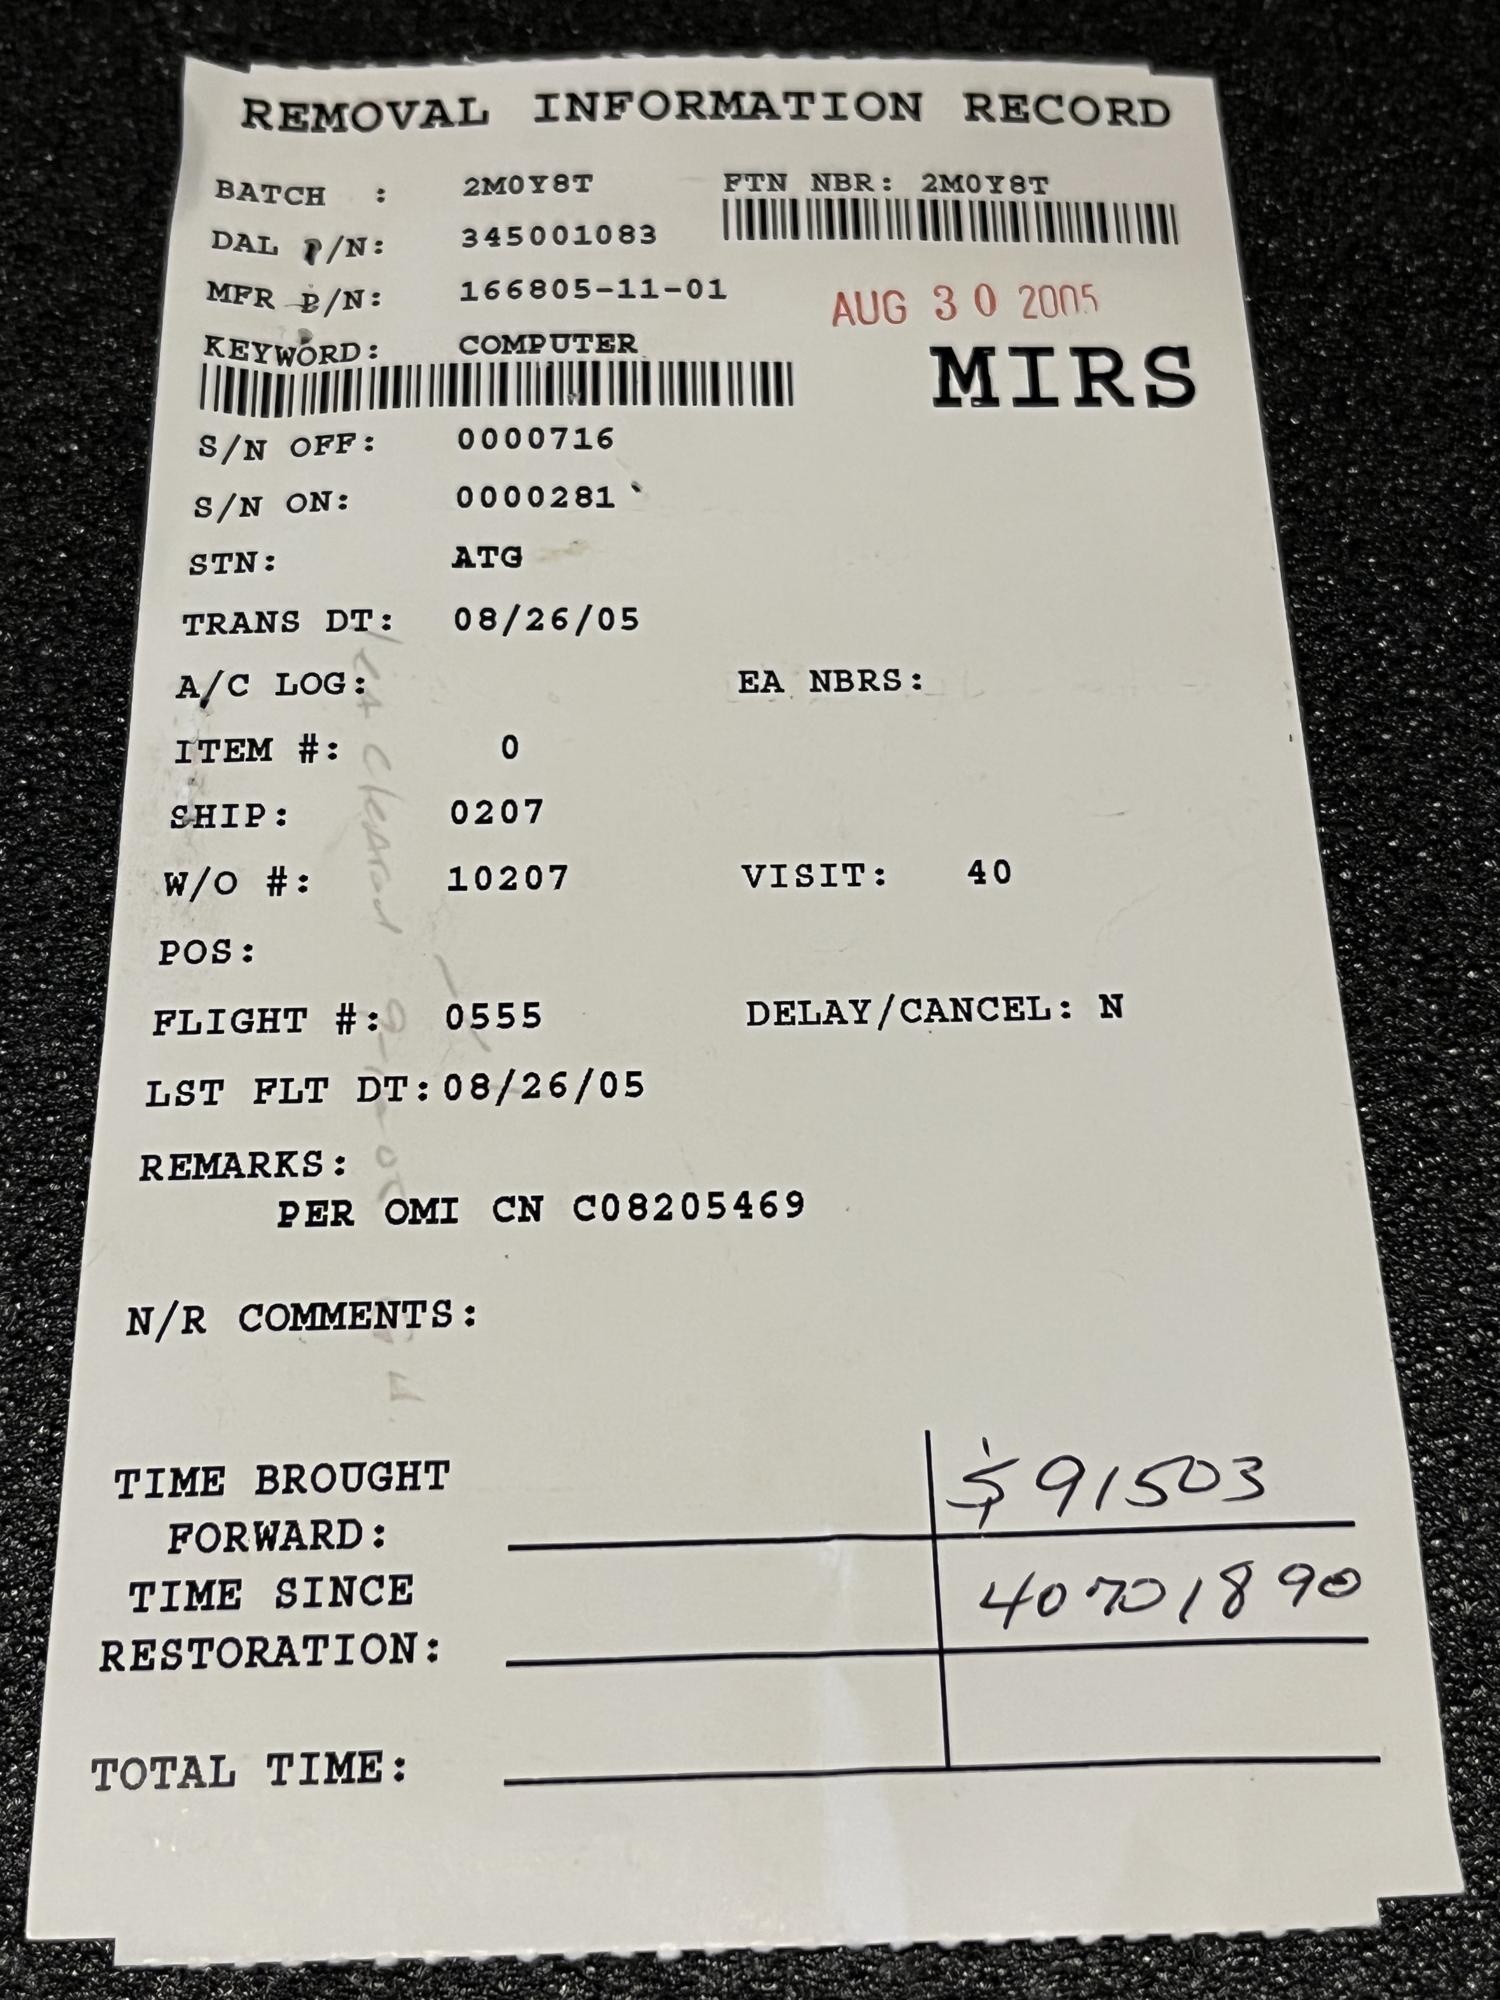 REMOVAL INFORMATION RECORD
BATCH : 2M0Y8T PTN NBR: 2M0Y8T
DAL P/N: 345001083
MFR P/N: 166805-11-01
AUG 30 2005
KEYWORD: COMPUTER
MIRS
S/N OFF: 0000716
S/N ON: 0000281
STN: ATG
TRANS DT: 08/26/05
A/C LOG: EA NBRS:
ITEM #: 0
SHIP: 0207
W/O #: 10207 VISIT: 40
POS:
FLIGHT #: 0555 DELAY/CANCEL: N
LST FLT DT: 08/26/05
REMARKS:
PER OMI CN C08205469
N/R COMMENTS:
TIME BROUGHT
FORWARD: $91503
TIME SINCE
RESTORATION: 40701890
TOTAL TIME:
cleared